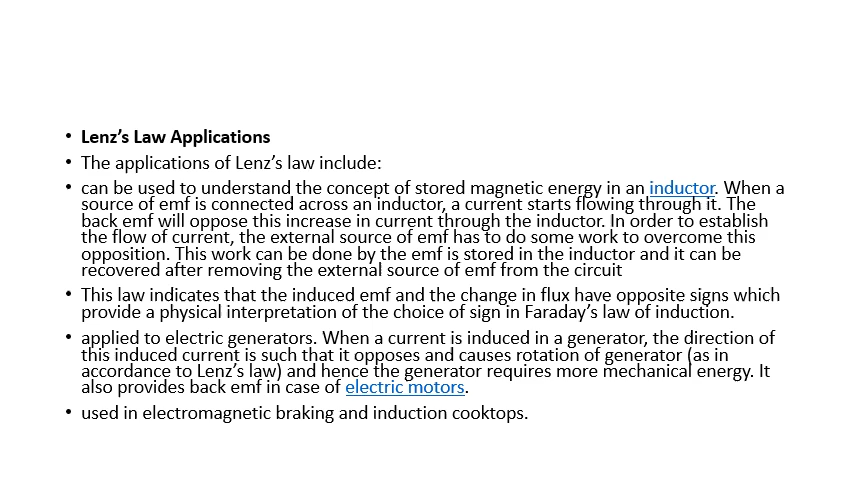 • Lenz’s Law Applications
• The applications of Lenz’s law include:
• can be used to understand the concept of stored magnetic energy in an inductor. When a
source of emf is connected across an inductor, a current starts flowing through it. The
back emf will oppose this increase in current through the inductor. In order to establish
the flow of current, the external source of emf has to do some work to overcome this
opposition. This work can be done by the emf is stored in the inductor and it can be
recovered after removing the external source of emf from the circuit
• This law indicates that the induced emf and the change in flux have opposite signs which
provide a physical interpretation of the choice of sign in Faraday’s law of induction.
• applied to electric generators. When a current is induced in a generator, the direction of
this induced current is such that it opposes and causes rotation of generator (as in
accordance to Lenz’s law) and hence the generator requires more mechanical energy. It
also provides back emf in case of electric motors.
• used in electromagnetic braking and induction cooktops.